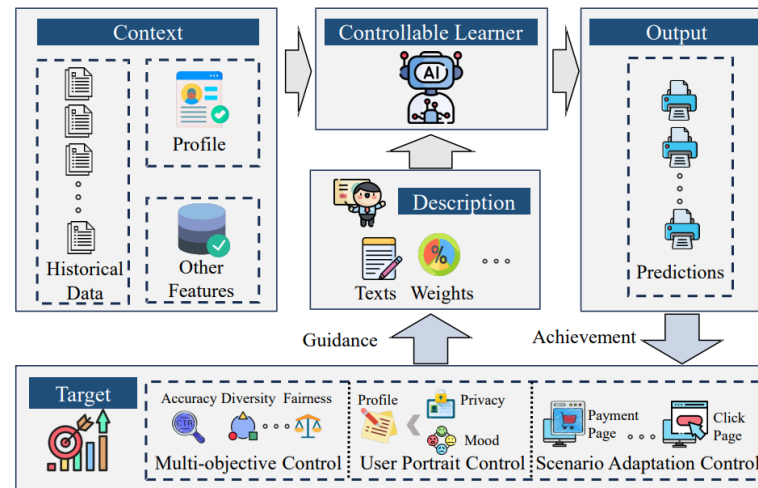 Context
Historical
Data
Profile
Other
Features
Controllable Learner
AI
Description
Texts
Weights
%
Output
Predictions
Guidance
Achievement
Target
Accuracy
Diversity
Fairness
CTR
Multi-objective Control
Profile
Privacy
Mood
User Portrait Control
Payment
Page
Click
Page
Scenario Adaptation Control